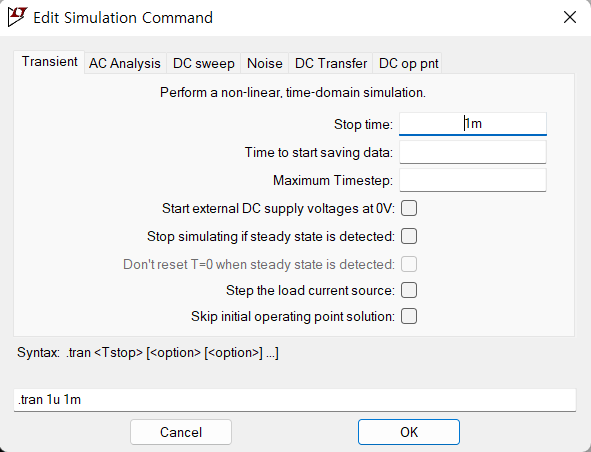 Edit Simulation Command
Transient AC Analysis DC sweep Noise DC Transfer DC op pnt
Perform a non-linear, time-domain simulation.
Stop time: 1m
Time to start saving data:
Maximum Timestep:
Start external DC supply voltages at 0V:
Stop simulating if steady state is detected:
Don't reset T=0 when steady state is detected:
Step the load current source:
Skip initial operating point solution:
Syntax: .tran <Tstop> [<option> [<option>] ...]
.tran 1u 1m
Cancel OK